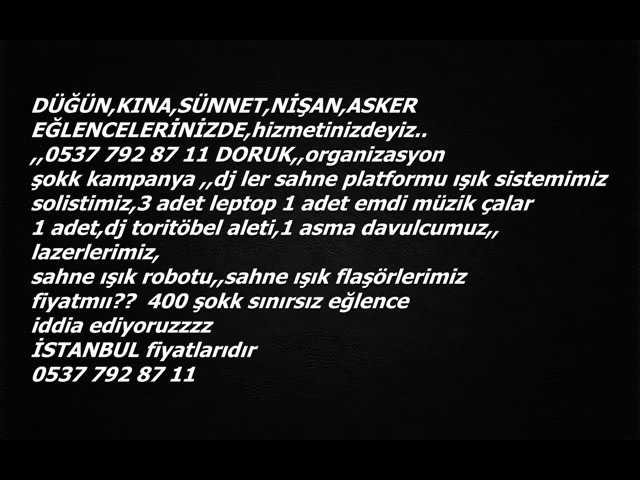 DÜĞÜN,KINA,SÜNNET,NİŞAN,ASKER
EĞLENCELERİNİZDE,hizmetinizdeyiz..
,,0537 792 87 11 DORUK,,organizasyon
şokk kampanya ,,dj ler sahne platformu ışık sistemimiz
solistimiz,3 adet leptop 1 adet emdi müzik çalar
1 adet,dj toritöbel aleti,1 asma davulcumuz,,
lazerlerimiz,
sahne ışık robotu,,sahne ışık flaşörlerimiz
fiyatmıı??  400 şokk sınırsız eğlence
iddia ediyoruzzzz
İSTANBUL fiyatlarıdır
0537 792 87 11